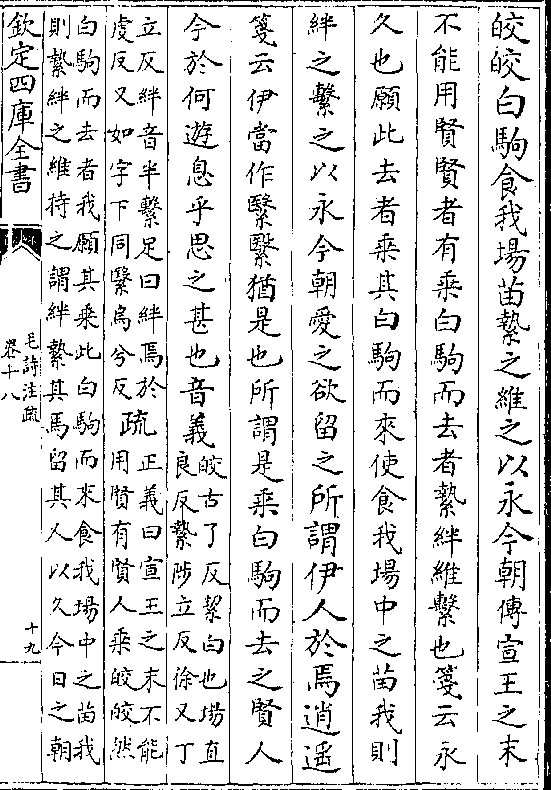 皎皎白駒食我場苗縶之維之以永今朝傳宣王之末
不能用賢賢者有乗白駒而去者縶絆維繫也箋云永
久也願此去者乗其白駒而來使食我場中之苗我則
絆之繫之以永今朝愛之欲留之所謂伊人於焉逍遥
箋云伊當作繄繄猶是也所謂是乗白駒而去之賢人
今於何遊息乎思之甚也音義皎古了反絜白也場直
良反縶陟立反徐又丁
立反絆音半繫足曰絆焉於
虔反又如字下同繄烏兮反疏正義曰宣王之末不能
用賢有賢人乘皎皎然
白駒而去者我願其乘此白駒而來食我場中之苗我
則縶絆之維持之謂絆縶其馬留其人以久今日之朝
欽定四庫全書
毛詩注疏
卷十八
十九